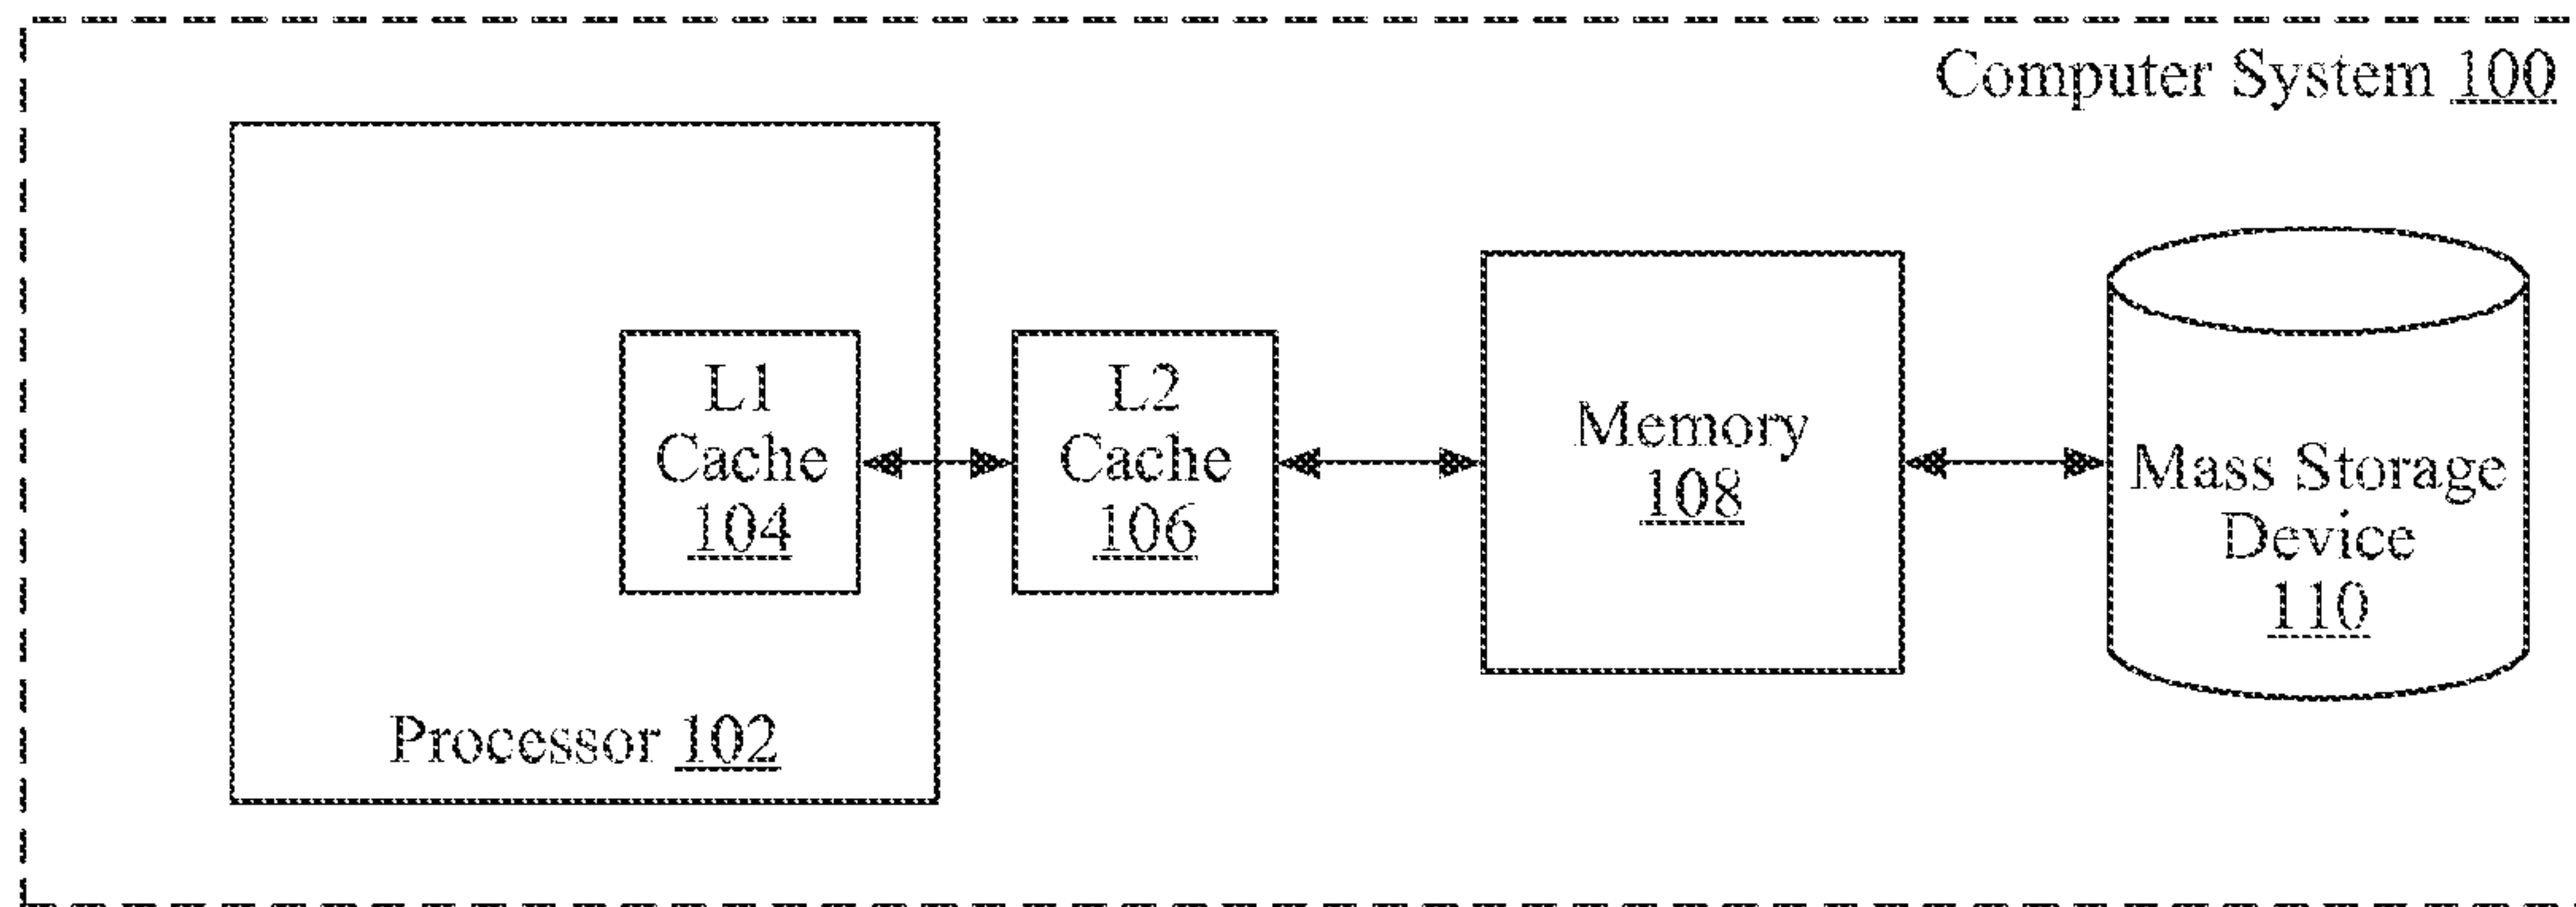 Computer System 100
L1
Cache
104
L2
Cache
106
Memory
108
Mass Storage
Device
110
Processor 102